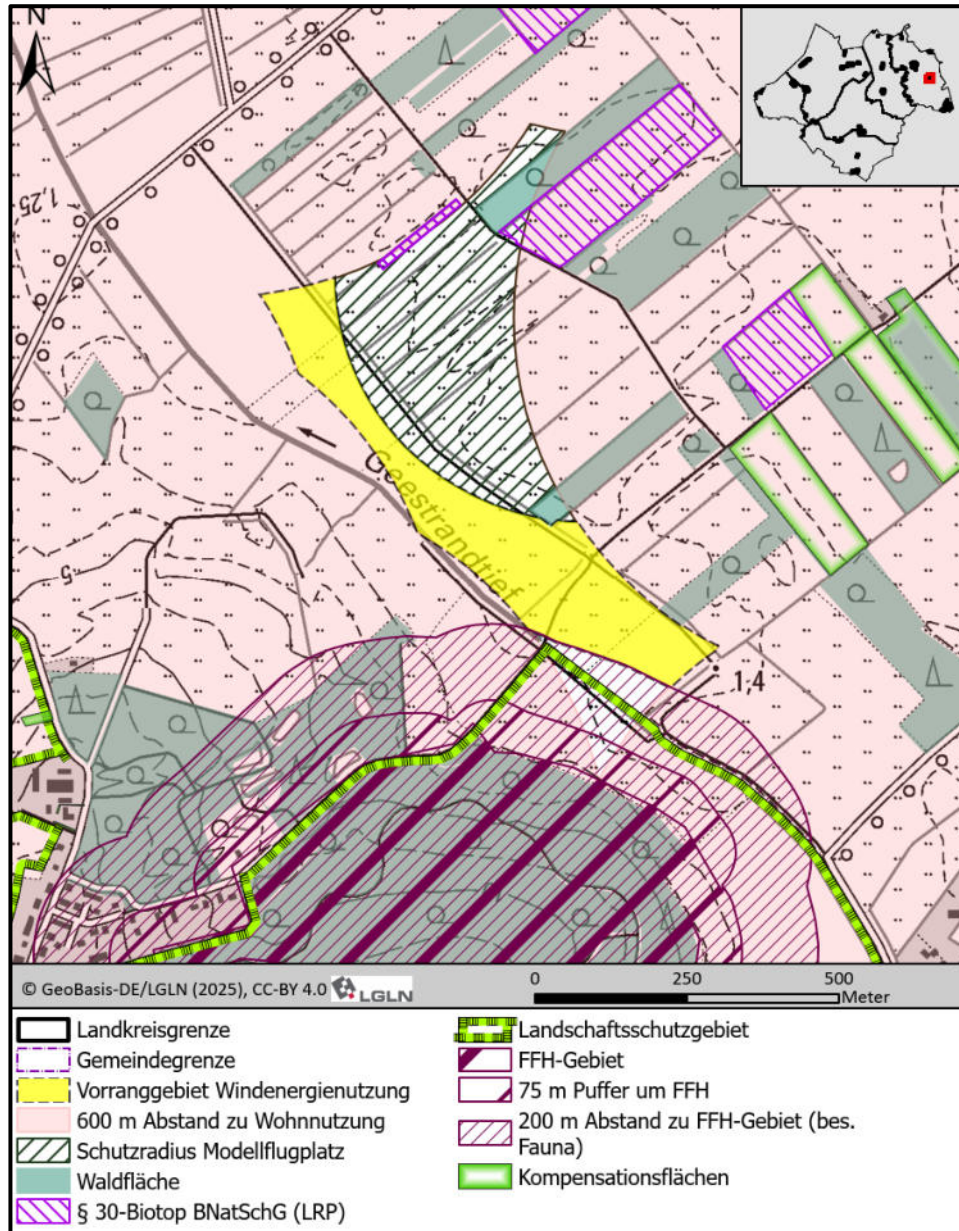 N
1,25
5
Geestrandtief
1,4
© GeoBasis-DE/LGLN (2025), CC-BY 4.0 LGLN
0 250 500
Meter
Landkreisgrenze
Gemeindegrenze
Vorranggebiet Windenergienutzung
600 m Abstand zu Wohnnutzung
Schutzradius Modellflugplatz
Waldfläche
§ 30-Biotop BNatSchG (LRP)
Landschaftsschutzgebiet
FFH-Gebiet
75 m Puffer um FFH
200 m Abstand zu FFH-Gebiet (bes.
Fauna)
Kompensationsflächen